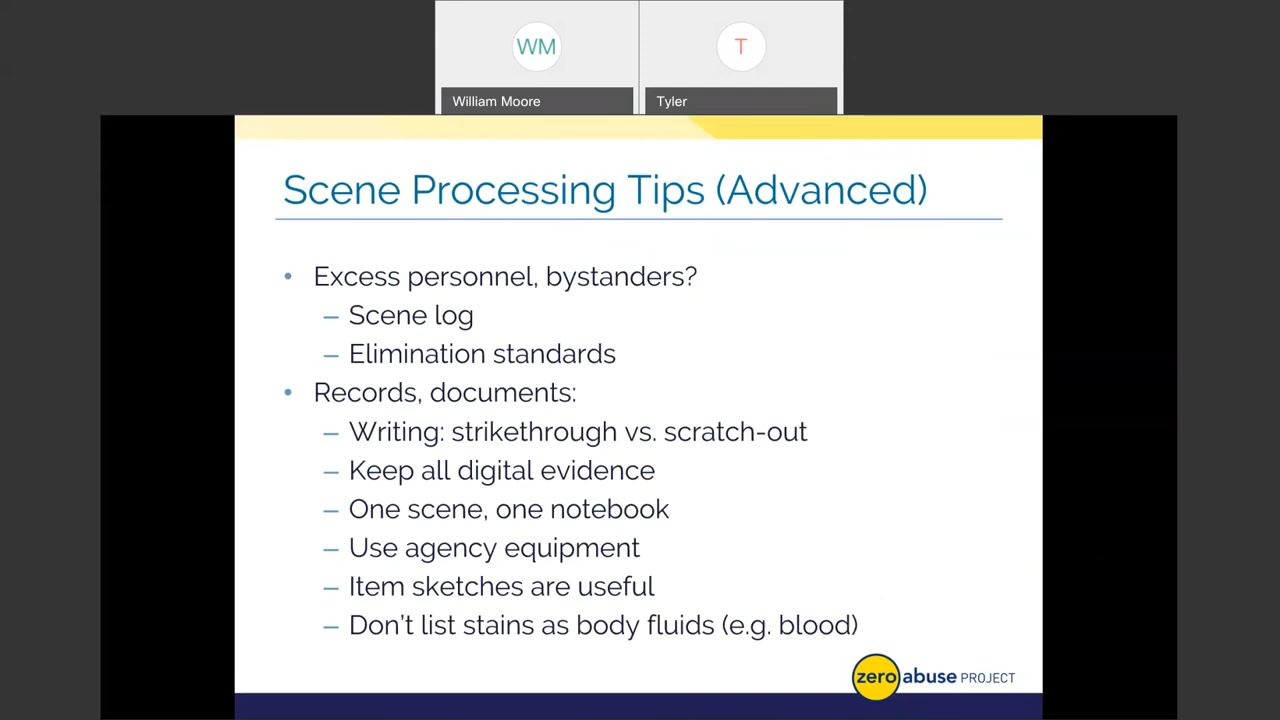 WM
T
William Moore
Tyler
Scene Processing Tips (Advanced)
• Excess personnel, bystanders?
– Scene log
– Elimination standards
• Records, documents:
– Writing: strikethrough vs. scratch-out
– Keep all digital evidence
– One scene, one notebook
– Use agency equipment
– Item sketches are useful
– Don’t list stains as body fluids (e.g. blood)
zero abuse PROJECT